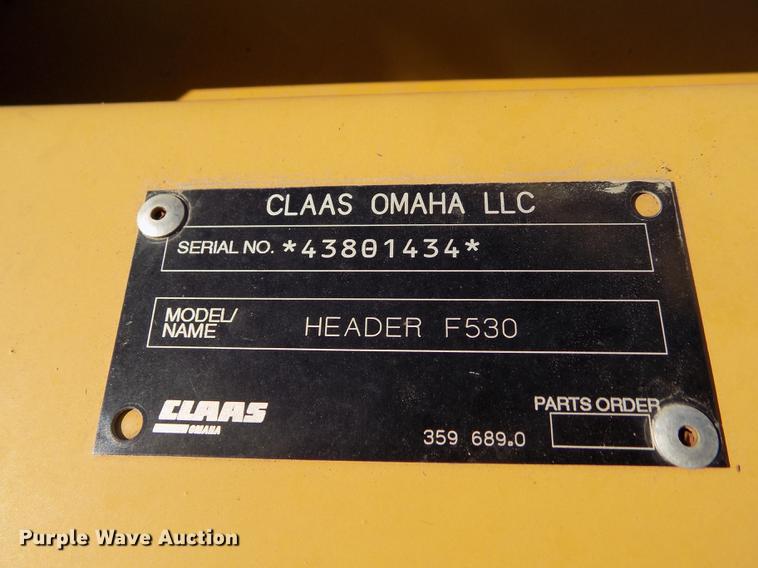 CLAAS OMAHA LLC
SERIAL NO. *43801434*
MODEL/
NAME HEADER F530
CLAAS
OMAHA
PARTS ORDER
359 689.0
Purple Wave Auction